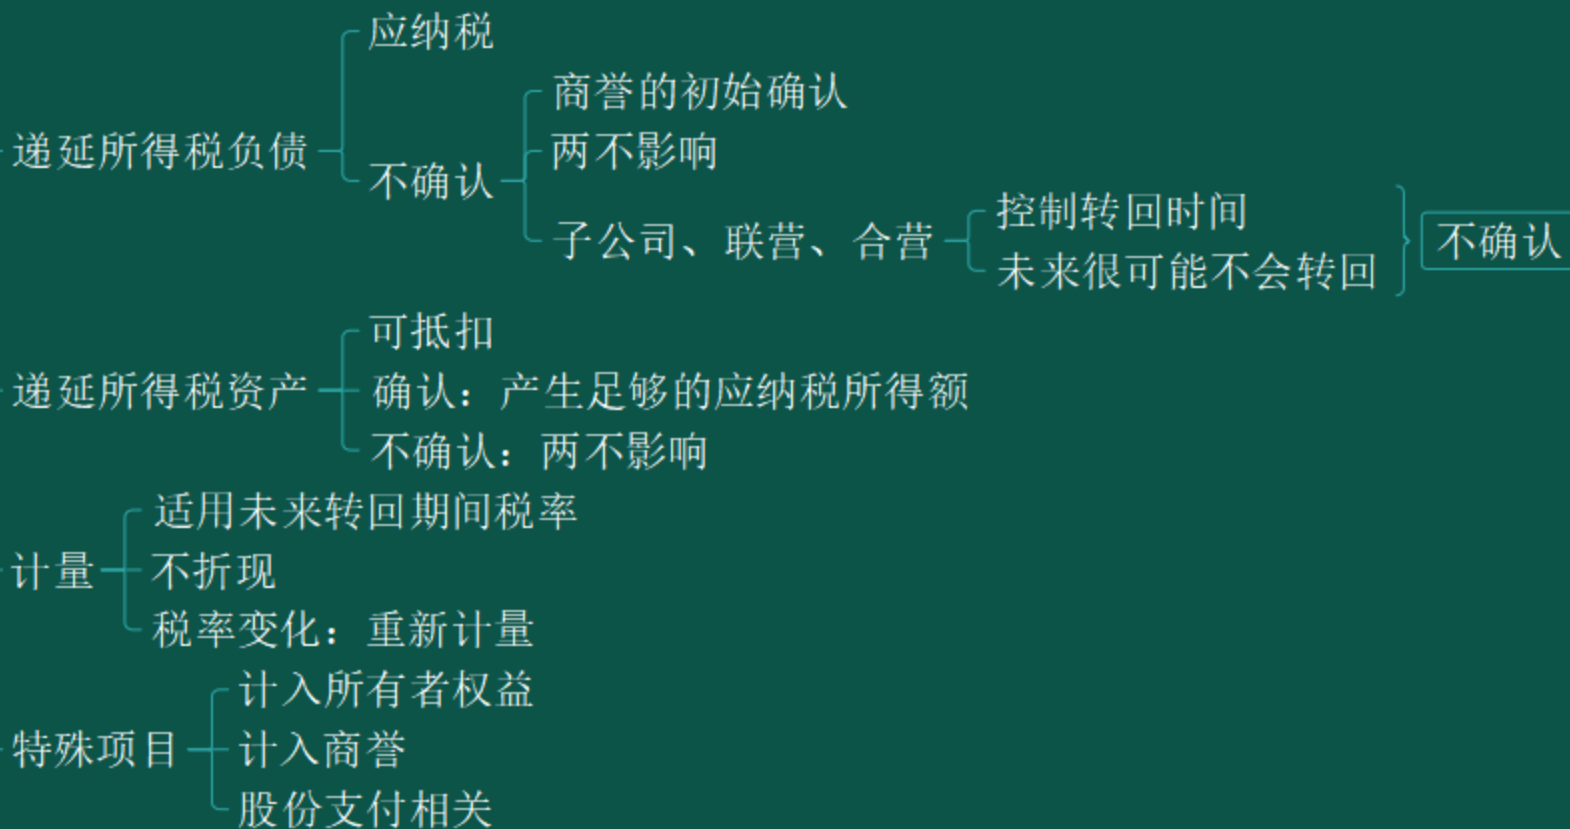 应纳税
商誉的初始确认
递延所得税负债
两不影响
不确认
控制转回时间
子公司、联营、合营
不确认
未来很可能不会转回
可抵扣
递延所得税资产
确认：产生足够的应纳税所得额
不确认：两不影响
适用未来转回期间税率
计量
不折现
税率变化：重新计量
计入所有者权益
特殊项目
计入商誉
股份支付相关